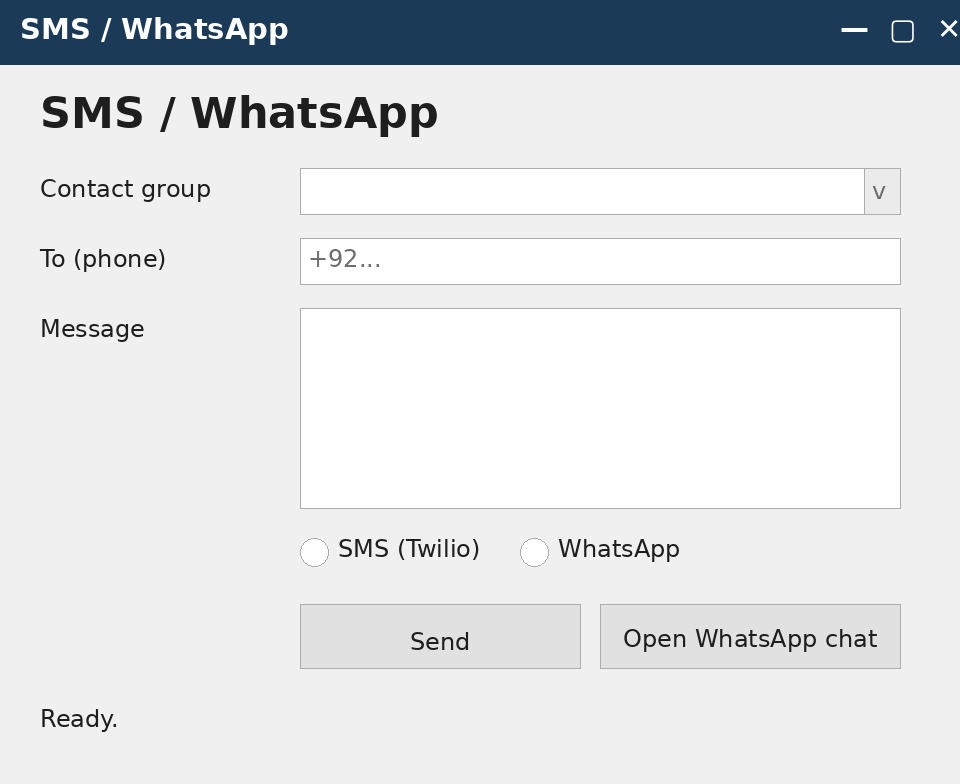 SMS / WhatsApp
SMS / WhatsApp
Contact group
v
To (phone)
+92...
Message
SMS (Twilio)
WhatsApp
Send
Open WhatsApp chat
Ready.